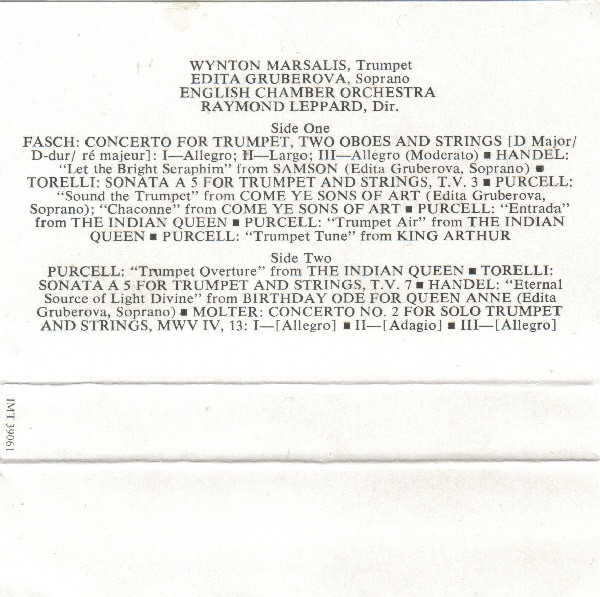 WYNTON MARSALIS, Trumpet
EDITA GRUBEROVA, Soprano
ENGLISH CHAMBER ORCHESTRA
RAYMOND LEPPARD, Dir.
Side One
FASCH: CONCERTO FOR TRUMPET, TWO OBOES AND STRINGS [D Major/
D-dur/ ré majeur]: I—Allegro; II—Largo; III—Allegro (Moderato) ■ HANDEL:
“Let the Bright Seraphim” from SAMSON (Edita Gruberova, Soprano) ■
TORELLI: SONATA A 5 FOR TRUMPET AND STRINGS, T.V. 3 ■ PURCELL:
“Sound the Trumpet” from COME YE SONS OF ART (Edita Gruberova,
Soprano); “Chaconne” from COME YE SONS OF ART ■ PURCELL: “Entrada”
from THE INDIAN QUEEN ■ PURCELL: “Trumpet Air” from THE INDIAN
QUEEN ■ PURCELL: “Trumpet Tune” from KING ARTHUR
Side Two
PURCELL: “Trumpet Overture” from THE INDIAN QUEEN ■ TORELLI:
SONATA A 5 FOR TRUMPET AND STRINGS, T.V. 7 ■ HANDEL: “Eternal
Source of Light Divine” from BIRTHDAY ODE FOR QUEEN ANNE (Edita
Gruberova, Soprano) ■ MOLTER: CONCERTO NO. 2 FOR SOLO TRUMPET
AND STRINGS, MWV IV, 13: I—[Allegro] ■ II—[Adagio] ■ III—[Allegro]
IMT 39061